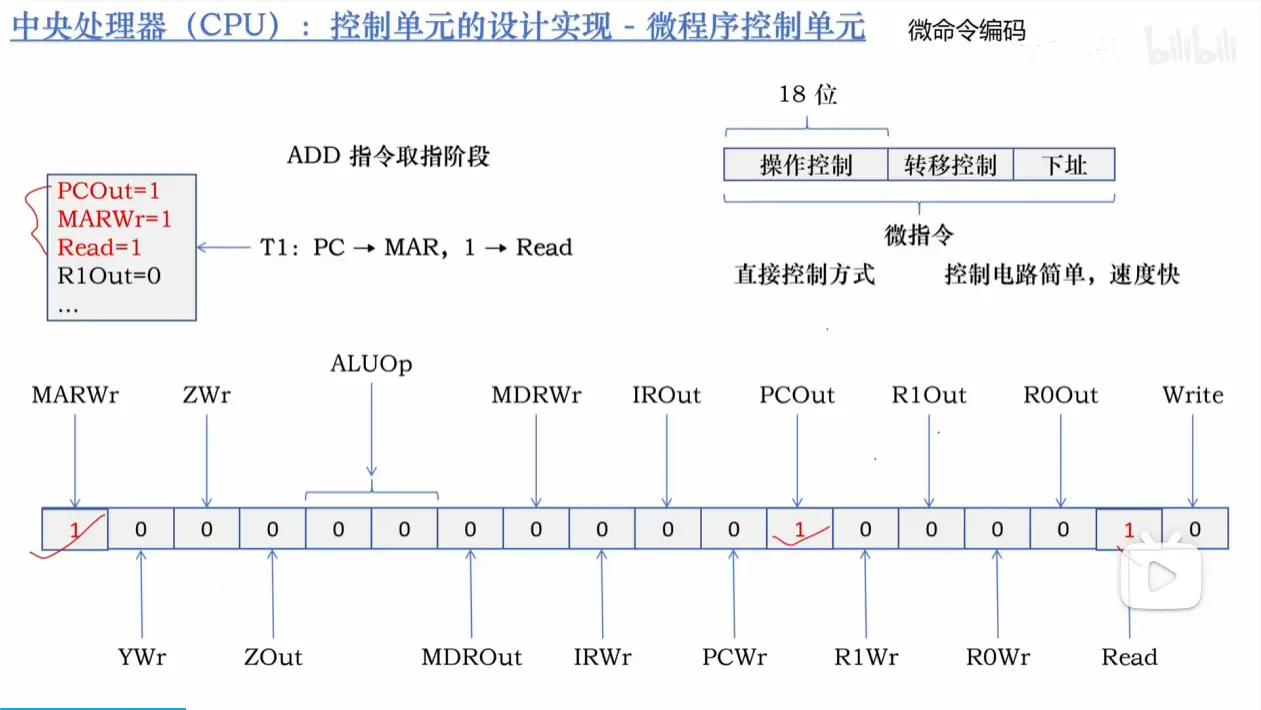 中央处理器（CPU）：控制单元的设计实现 - 微程序控制单元
微命令编码
bilibili
18 位
ADD 指令取指阶段
操作控制 转移控制 下址
PCOut=1
MARWr=1
Read=1
R1Out=0
...
T1：PC → MAR，1 → Read
微指令
直接控制方式 控制电路简单，速度快
ALUOp
MARWr ZWr MDRWr IROut PCOut R1Out R0Out Write
1 0 0 0 0 0 0 0 0 0 0 1 0 0 0 0 1 0
YWr ZOut MDROut IRWr PCWr R1Wr R0Wr Read